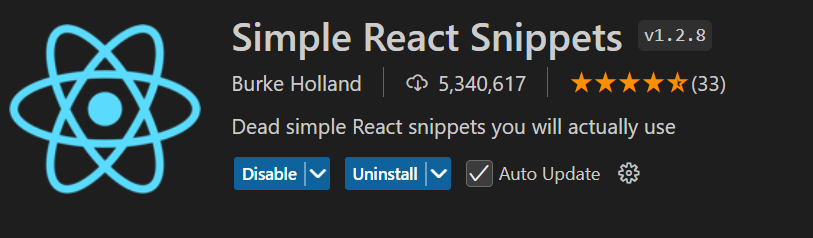 Simple React Snippets v1.2.8
Burke Holland 5,340,617 (33)
Dead simple React snippets you will actually use
Disable Uninstall Auto Update